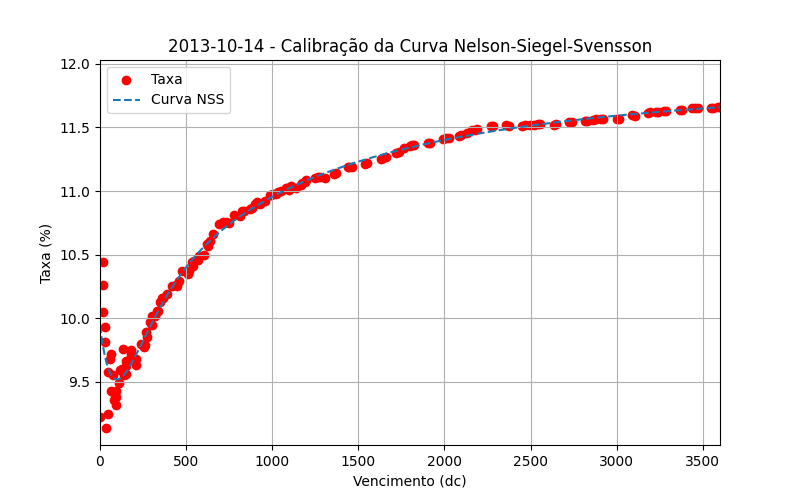 2013-10-14 - Calibração da Curva Nelson-Siegel-Svensson
Taxa
Curva NSS
Taxa (%)
12.0
11.5
11.0
10.5
10.0
9.5
0 500 1000 1500 2000 2500 3000 3500
Vencimento (dc)